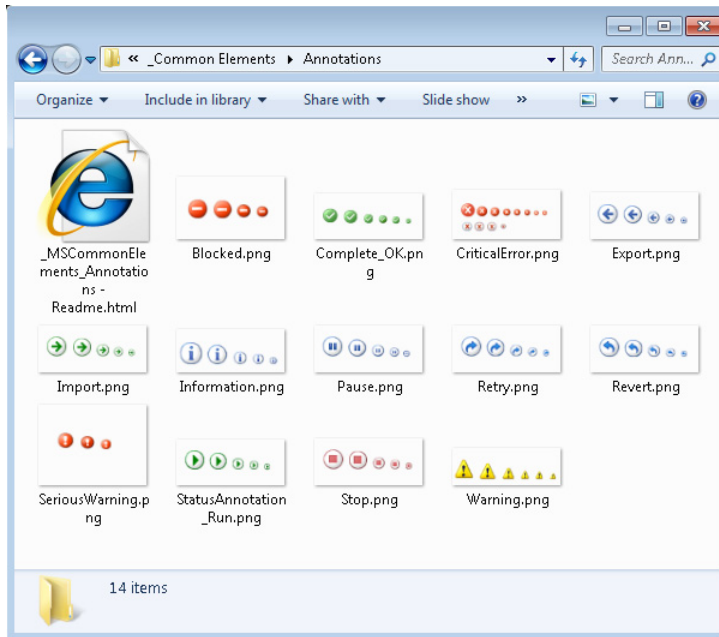 « _Common Elements ▸ Annotations
Search Ann...
Organize ▾ Include in library ▾ Share with ▾ Slide show »
_MSCommonEle
ments_Annotatio
ns -
Readme.html
Blocked.png
Complete_OK.pn
g
CriticalError.png
Export.png
Import.png
Information.png
Pause.png
Retry.png
Revert.png
SeriousWarning.p
ng
StatusAnnotation
_Run.png
Stop.png
Warning.png
14 items